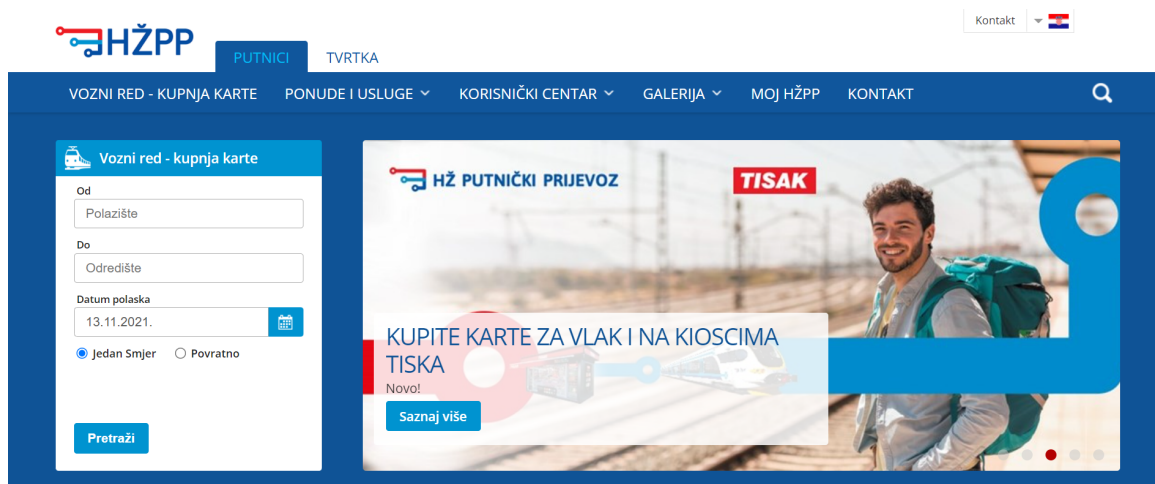 Kontakt
HŽPP
PUTNICI TVRTKA
VOZNI RED - KUPNJA KARTE PONUDE I USLUGE KORISNIČKI CENTAR GALERIJA MOJ HŽPP KONTAKT
Vozni red - kupnja karte
Od
Polazište
Do
Odredište
Datum polaska
13.11.2021.
Jedan Smjer Povratno
Pretraži
HŽ PUTNIČKI PRIJEVOZ
TISAK
KUPITE KARTE ZA VLAK I NA KIOSCIMA
TISKA
Novo!
Saznaj više